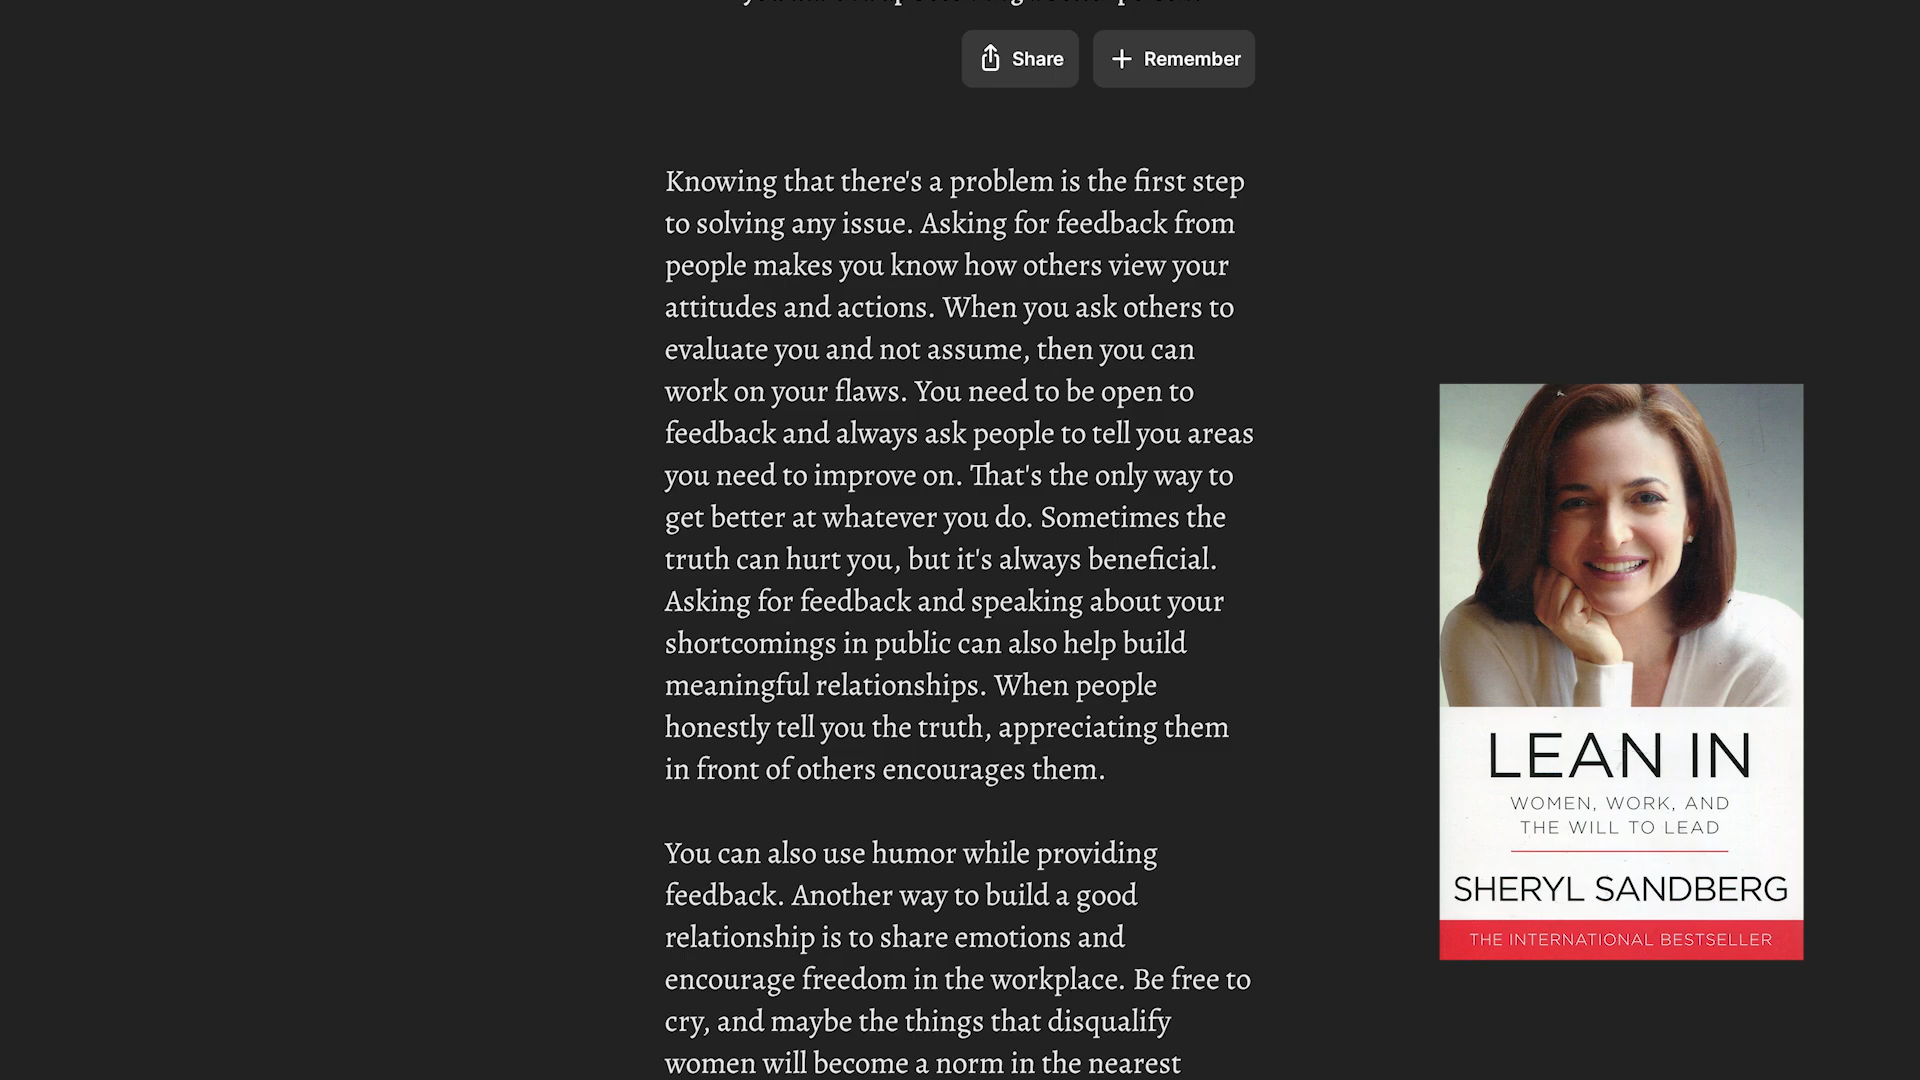 Share
Remember
Knowing that there's a problem is the first step
to solving any issue. Asking for feedback from
people makes you know how others view your
attitudes and actions. When you ask others to
evaluate you and not assume, then you can
work on your flaws. You need to be open to
feedback and always ask people to tell you areas
you need to improve on. That's the only way to
get better at whatever you do. Sometimes the
truth can hurt you, but it's always beneficial.
Asking for feedback and speaking about your
shortcomings in public can also help build
meaningful relationships. When people
honestly tell you the truth, appreciating them
in front of others encourages them.
You can also use humor while providing
feedback. Another way to build a good
relationship is to share emotions and
encourage freedom in the workplace. Be free to
cry, and maybe the things that disqualify
women will become a norm in the nearest
LEAN IN
WOMEN, WORK, AND
THE WILL TO LEAD
SHERYL SANDBERG
THE INTERNATIONAL BESTSELLER